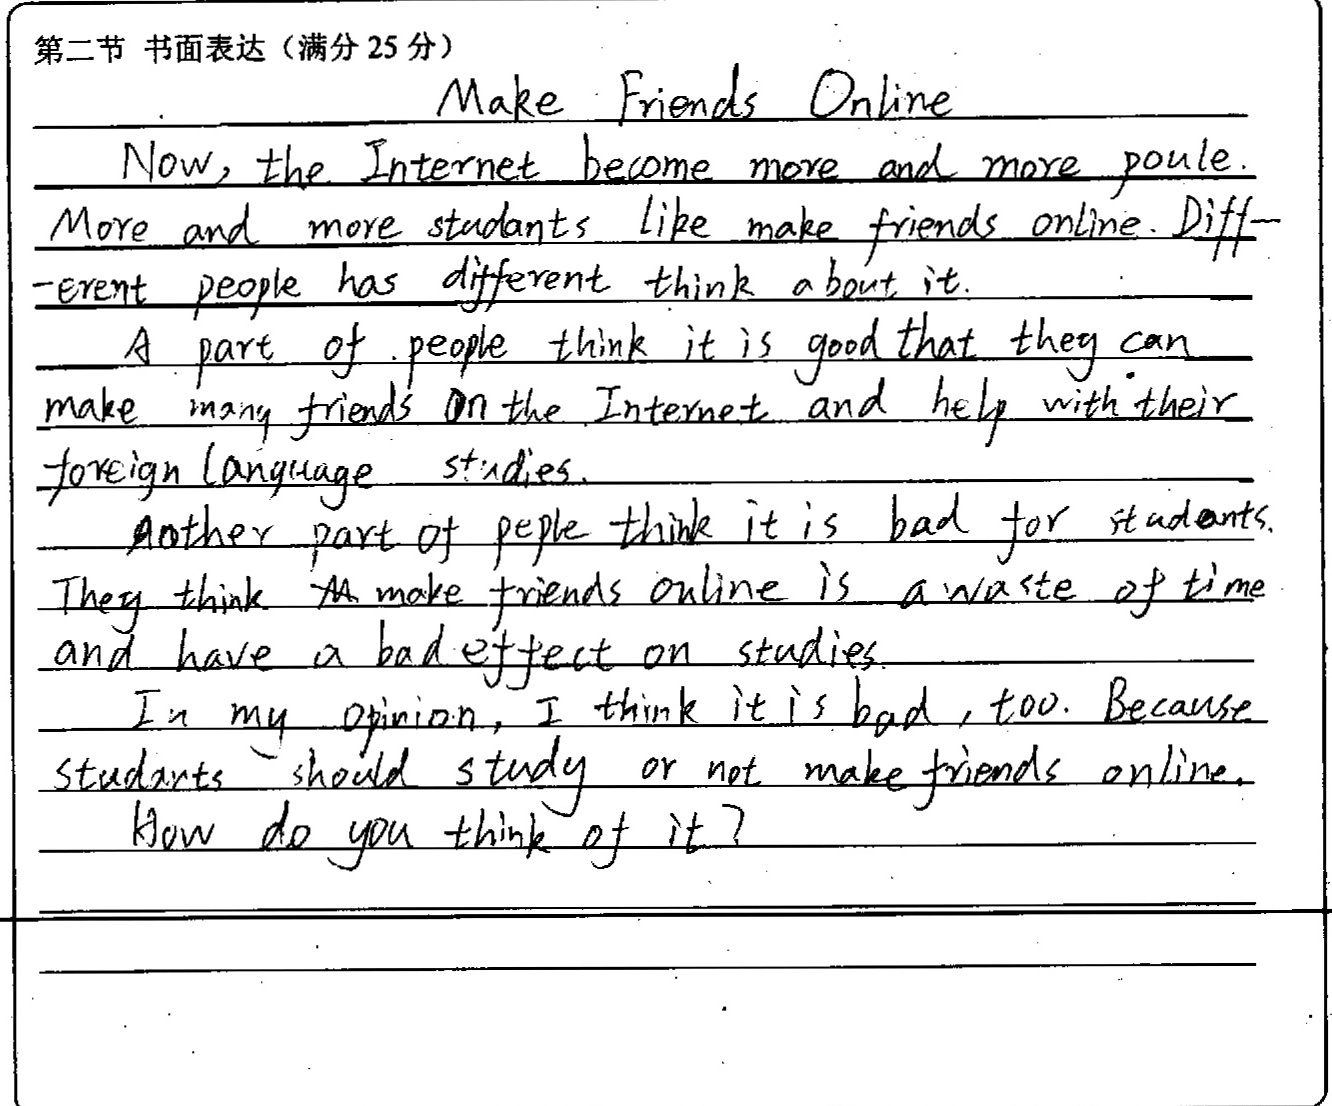 第二节 书面表达（满分 25 分）
Make Friends Online
Now, the Internet become more and more poule.
More and more studants like make friends online. Diff-
-erent people has different think about it.
A part of people think it is good that they can
make many friends on the Internet and help with their
foreign language studies.
Another part of peple think it is bad for studants.
They think make friends online is a waste of time
and have a bad effect on studies.
In my opinion, I think it is bad, too. Because
studants should study or not make friends online.
How do you think of it?